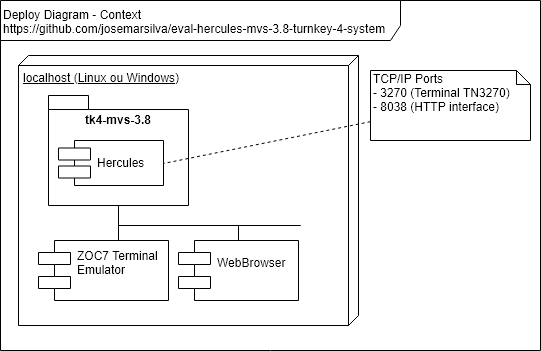 Deploy Diagram - Context
https://github.com/josemarsilva/eval-hercules-mvs-3.8-turnkey-4-system
localhost (Linux ou Windows)
TCP/IP Ports
- 3270 (Terminal TN3270)
- 8038 (HTTP interface)
tk4-mvs-3.8
Hercules
ZOC7 Terminal
Emulator
WebBrowser